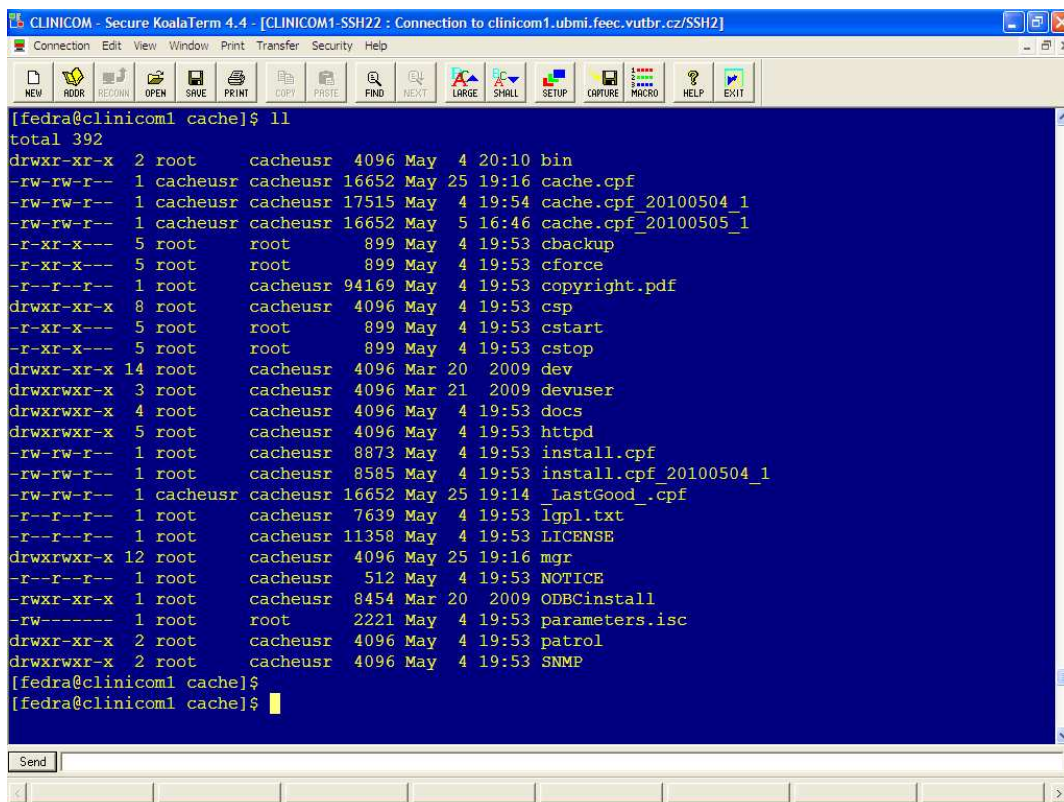 CLINICOM - Secure KoalaTerm 4.4 - [CLINICOM1-SSH22 : Connection to clinicom1.ubmi.feec.vutbr.cz/SSH2]
Connection Edit View Window Print Transfer Security Help
NEW ADDR RECONN OPEN SAVE PRINT COPY PASTE FIND NEXT LARGE SMALL SETUP CAPTURE MACRO HELP EXIT
[fedra@clinicom1 cache]$ ll
total 392
drwxr-xr-x  2 root     cacheusr  4096 May  4 20:10 bin
-rw-rw-r--  1 cacheusr cacheusr 16652 May 25 19:16 cache.cpf
-rw-rw-r--  1 cacheusr cacheusr 17515 May  4 19:54 cache.cpf_20100504_1
-rw-rw-r--  1 cacheusr cacheusr 16652 May  5 16:46 cache.cpf_20100505_1
-r-xr-x---  5 root     root       899 May  4 19:53 cbackup
-r-xr-x---  5 root     root       899 May  4 19:53 cforce
-r--r--r--  1 root     cacheusr 94169 May  4 19:53 copyright.pdf
drwxr-xr-x  8 root     cacheusr  4096 May  4 19:53 csp
-r-xr-x---  5 root     root       899 May  4 19:53 cstart
-r-xr-x---  5 root     root       899 May  4 19:53 cstop
drwxr-xr-x 14 root     cacheusr  4096 Mar 20  2009 dev
drwxrwxr-x  3 root     cacheusr  4096 Mar 21  2009 devuser
drwxrwxr-x  4 root     cacheusr  4096 May  4 19:53 docs
drwxrwxr-x  5 root     cacheusr  4096 May  4 19:53 httpd
-rw-rw-r--  1 root     cacheusr  8873 May  4 19:53 install.cpf
-rw-rw-r--  1 root     cacheusr  8585 May  4 19:53 install.cpf_20100504_1
-rw-rw-r--  1 cacheusr cacheusr 16652 May 25 19:14 _LastGood_.cpf
-r--r--r--  1 root     cacheusr  7639 May  4 19:53 lgpl.txt
-r--r--r--  1 root     cacheusr 11358 May  4 19:53 LICENSE
drwxrwxr-x 12 root     cacheusr  4096 May 25 19:16 mgr
-r--r--r--  1 root     cacheusr   512 May  4 19:53 NOTICE
-rwxr-xr-x  1 root     cacheusr  8454 Mar 20  2009 ODBCinstall
-rw-------  1 root     root      2221 May  4 19:53 parameters.isc
drwxr-xr-x  2 root     cacheusr  4096 May  4 19:53 patrol
drwxrwxr-x  2 root     cacheusr  4096 May  4 19:53 SNMP
[fedra@clinicom1 cache]$
[fedra@clinicom1 cache]$
Send